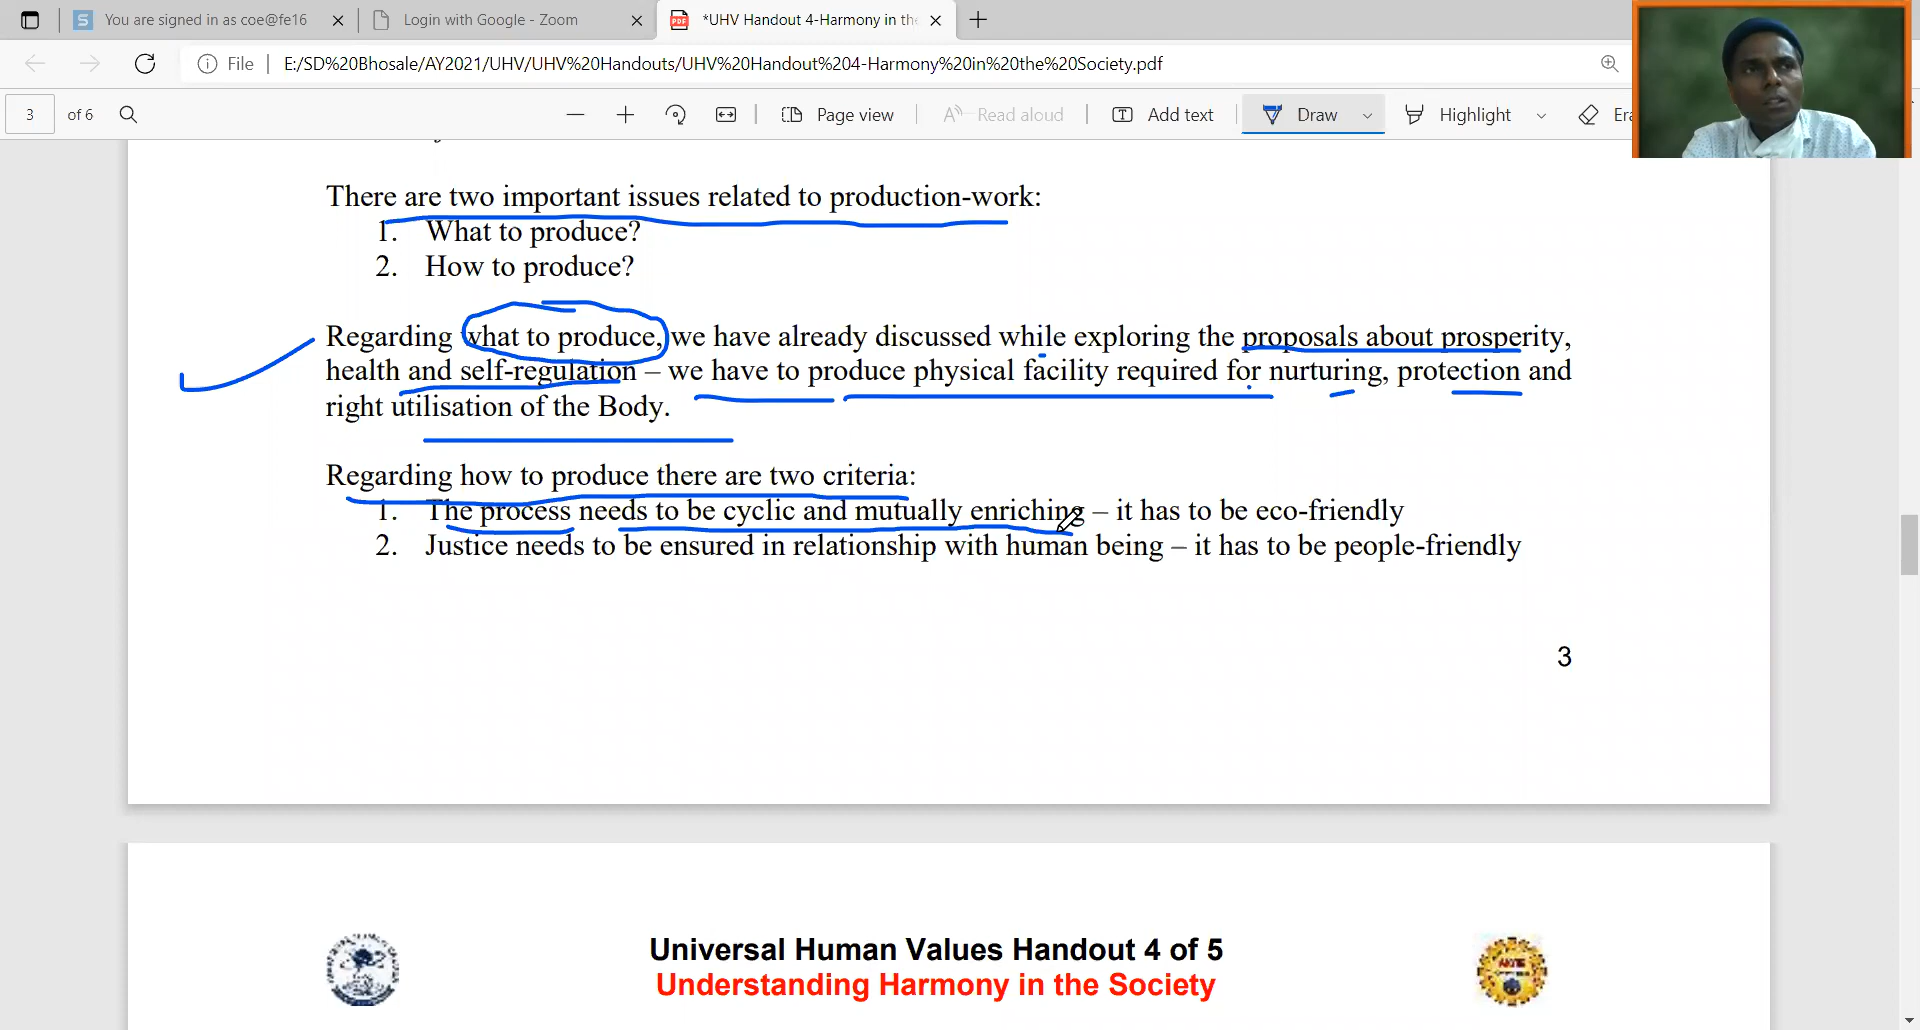 You are signed in as coe@fe16
Login with Google - Zoom
*UHV Handout 4-Harmony in the
File
E:/SD%20Bhosale/AY2021/UHV/UHV%20Handouts/UHV%20Handout%204-Harmony%20in%20the%20Society.pdf
3 of 6
Page view
Read aloud
Add text
Draw
Highlight
There are two important issues related to production-work:
1. What to produce?
2. How to produce?
Regarding what to produce, we have already discussed while exploring the proposals about prosperity,
health and self-regulation – we have to produce physical facility required for nurturing, protection and
right utilisation of the Body.
Regarding how to produce there are two criteria:
1. The process needs to be cyclic and mutually enriching – it has to be eco-friendly
2. Justice needs to be ensured in relationship with human being – it has to be people-friendly
3
Universal Human Values Handout 4 of 5
Understanding Harmony in the Society